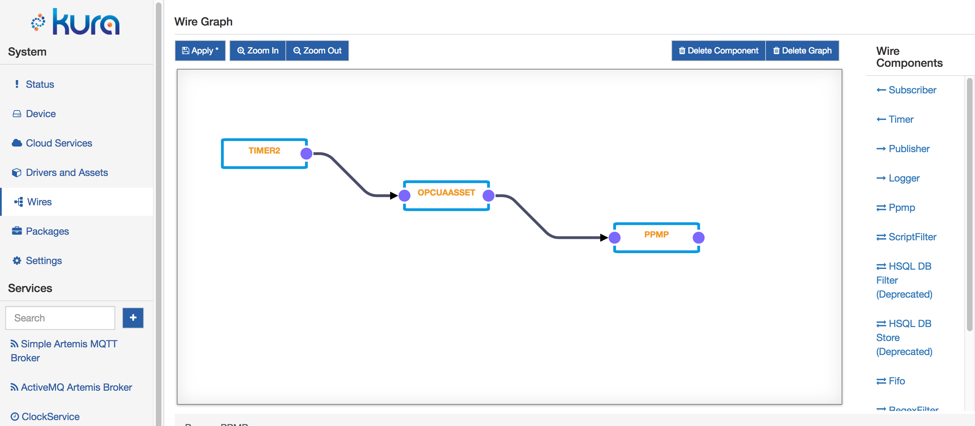 kura
System
Status
Device
Cloud Services
Drivers and Assets
Wires
Packages
Settings
Services
Search
+
Simple Artemis MQTT
Broker
ActiveMQ Artemis Broker
ClockService
Wire Graph
Apply *
Zoom In
Zoom Out
Delete Component
Delete Graph
TIMER2
OPCUAASSET
PPMP
Wire
Components
Subscriber
Timer
Publisher
Logger
Ppmp
ScriptFilter
HSQL DB
Filter
(Deprecated)
HSQL DB
Store
(Deprecated)
Fifo
RegexFilter
PPMP